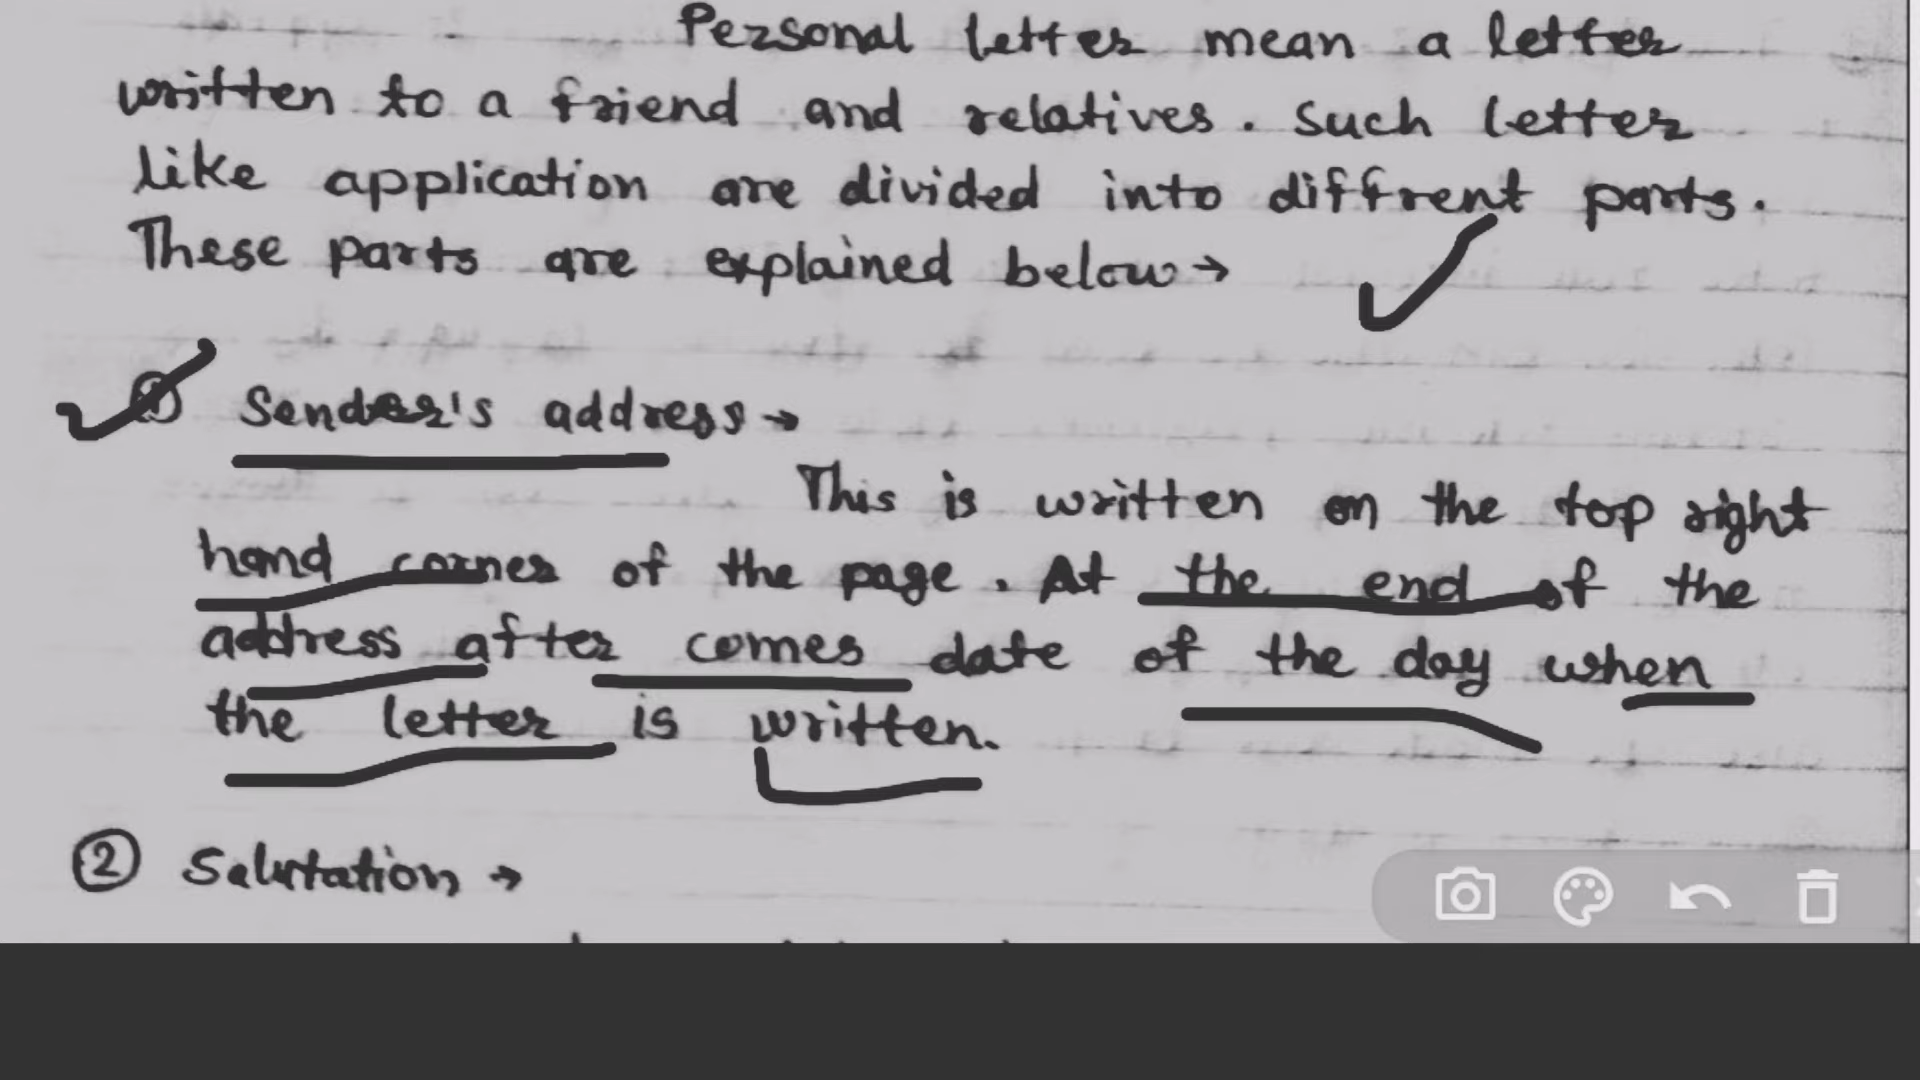 Personal letter mean a letter
written to a friend and relatives. Such letter
like application are divided into diffrent parts.
These parts are explained below →
① Sender's address →
This is written on the top right
hand corner of the page. At the end of the
address after comes date of the day when
the letter is written.
② Salutation →